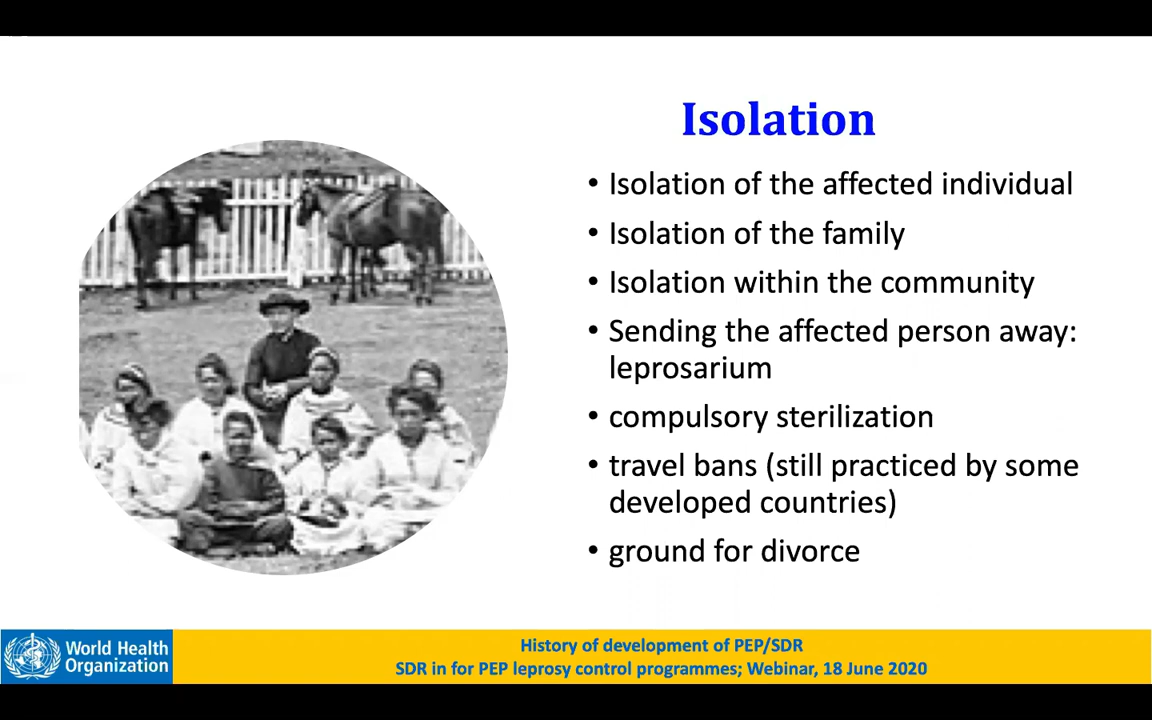 Isolation
• Isolation of the affected individual
• Isolation of the family
• Isolation within the community
• Sending the affected person away:
leprosarium
• compulsory sterilization
• travel bans (still practiced by some
developed countries)
• ground for divorce
World Health
Organization
History of development of PEP/SDR
SDR in for PEP leprosy control programmes; Webinar, 18 June 2020